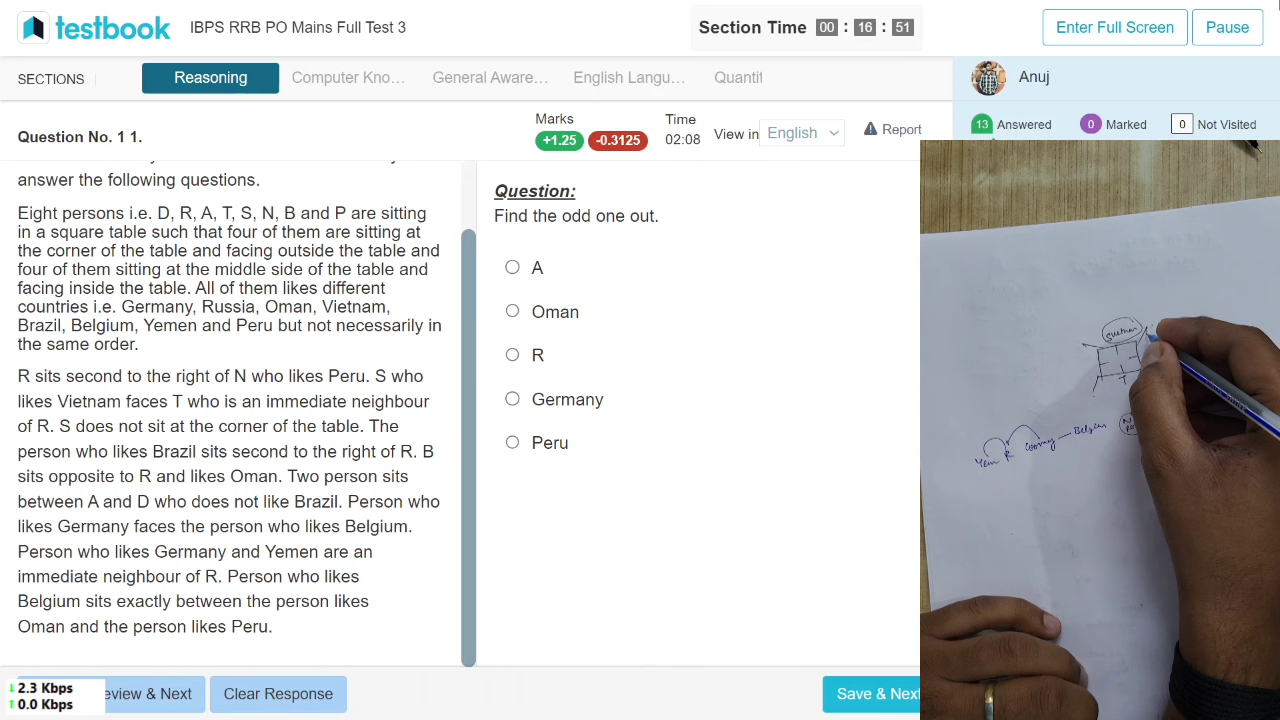 testbook
IBPS RRB PO Mains Full Test 3
Section Time 00 : 16 : 51
Enter Full Screen
Pause
SECTIONS
Reasoning
Computer Kno...
General Aware...
English Langu...
Quantit
Anuj
Question No. 1 1.
Marks
+1.25 -0.3125
Time
02:08
View in English
Report
13 Answered
0 Marked
0 Not Visited
answer the following questions.
Eight persons i.e. D, R, A, T, S, N, B and P are sitting
in a square table such that four of them are sitting at
the corner of the table and facing outside the table and
four of them sitting at the middle side of the table and
facing inside the table. All of them likes different
countries i.e. Germany, Russia, Oman, Vietnam,
Brazil, Belgium, Yemen and Peru but not necessarily in
the same order.
R sits second to the right of N who likes Peru. S who
likes Vietnam faces T who is an immediate neighbour
of R. S does not sit at the corner of the table. The
person who likes Brazil sits second to the right of R. B
sits opposite to R and likes Oman. Two person sits
between A and D who does not like Brazil. Person who
likes Germany faces the person who likes Belgium.
Person who likes Germany and Yemen are an
immediate neighbour of R. Person who likes
Belgium sits exactly between the person likes
Oman and the person likes Peru.
Question:
Find the odd one out.
A
Oman
R
Germany
Peru
T
R
N
2.3 Kbps
0.0 Kbps
eview & Next
Clear Response
Save & Nex